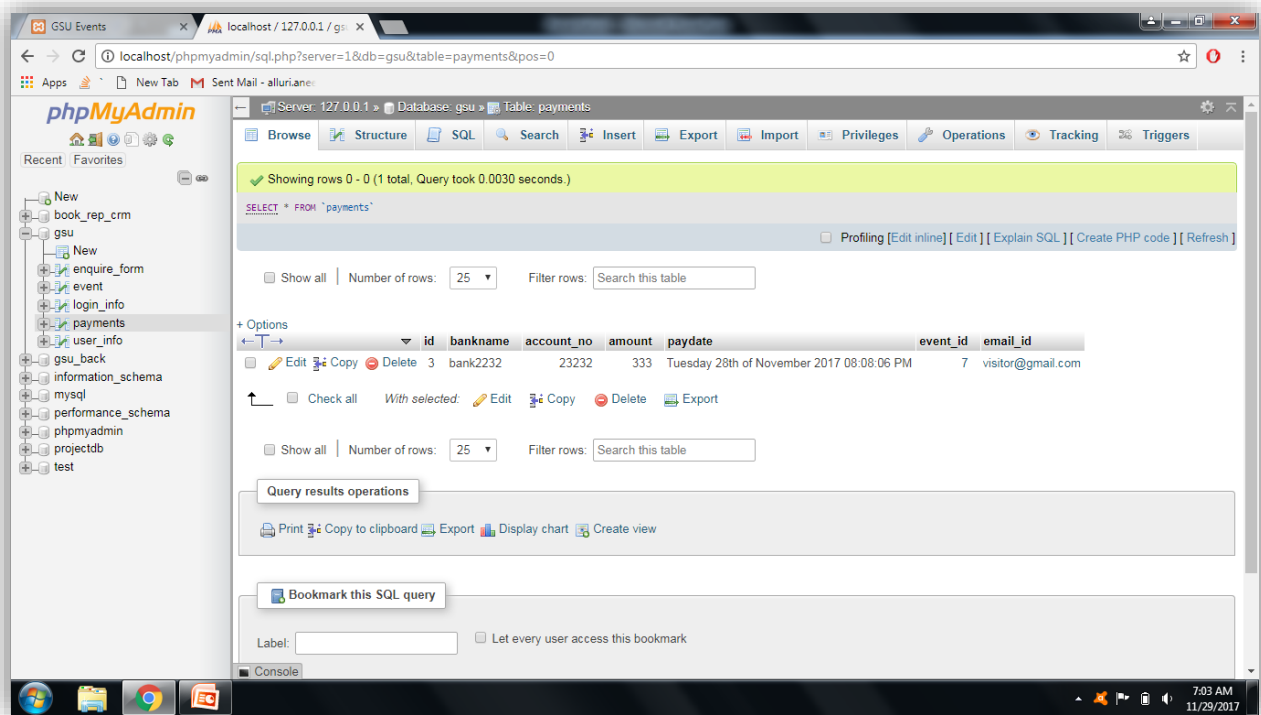 GSU Events
localhost / 127.0.0.1 / gs
localhost/phpmyadmin/sql.php?server=1&db=gsu&table=payments&pos=0
Apps New Tab Sent Mail - alluri.anee
phpMyAdmin
Recent Favorites
New
book_rep_crm
gsu
New
enquire_form
event
login_info
payments
user_info
gsu_back
information_schema
mysql
performance_schema
phpmyadmin
projectdb
test
Server: 127.0.0.1 » Database: gsu » Table: payments
Browse Structure SQL Search Insert Export Import Privileges Operations Tracking Triggers
Showing rows 0 - 0 (1 total, Query took 0.0030 seconds.)
SELECT * FROM `payments`
Profiling [Edit inline] [ Edit ] [ Explain SQL ] [ Create PHP code ] [ Refresh ]
Show all | Number of rows: 25 Filter rows: Search this table
+ Options
←T→ id bankname account_no amount paydate event_id email_id
Edit Copy Delete 3 bank2232 23232 333 Tuesday 28th of November 2017 08:08:06 PM 7 visitor@gmail.com
Check all With selected: Edit Copy Delete Export
Show all | Number of rows: 25 Filter rows: Search this table
Query results operations
Print Copy to clipboard Export Display chart Create view
Bookmark this SQL query
Label: Let every user access this bookmark
Console
7:03 AM
11/29/2017